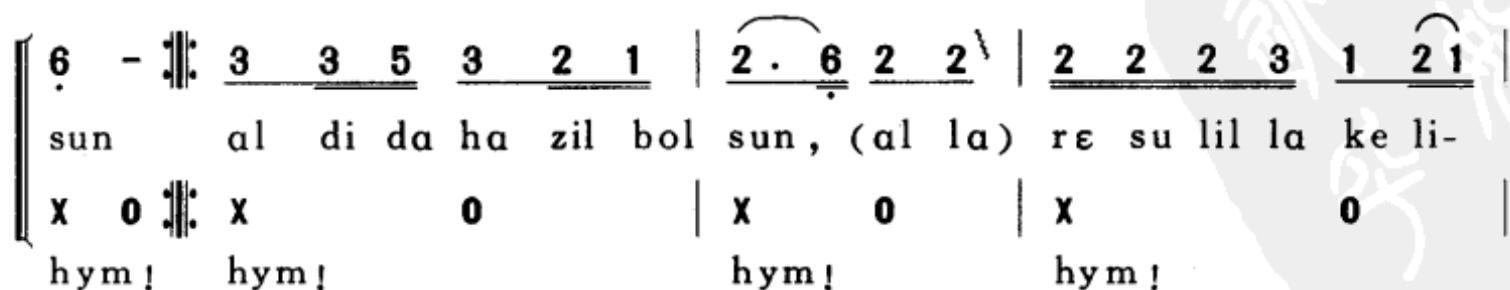 6 - 3 3 5 3 2 1 | 2 . 6 2 2 | 2 2 2 3 1 2 1 |
sun al di da ha zil bol sun, (al la) rɛ su lil la ke li-
X 0 X 0 | X 0 | X 0 |
hym! hym! hym! hym!